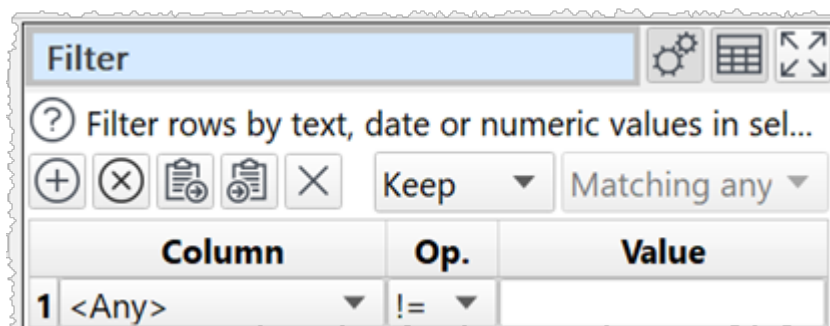 Filter
Filter rows by text, date or numeric values in sel...
Keep Matching any
Column Op. Value
1 <Any> !=